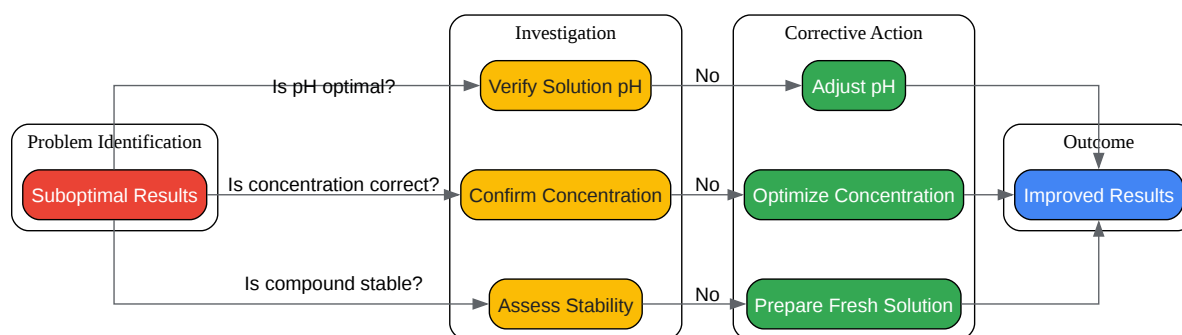 Investigation
Corrective Action
Is pH optimal?
Verify Solution pH
No
Adjust pH
Problem Identification
Outcome
Suboptimal Results
Is concentration correct?
Confirm Concentration
No
Optimize Concentration
Improved Results
Is compound stable?
Assess Stability
No
Prepare Fresh Solution